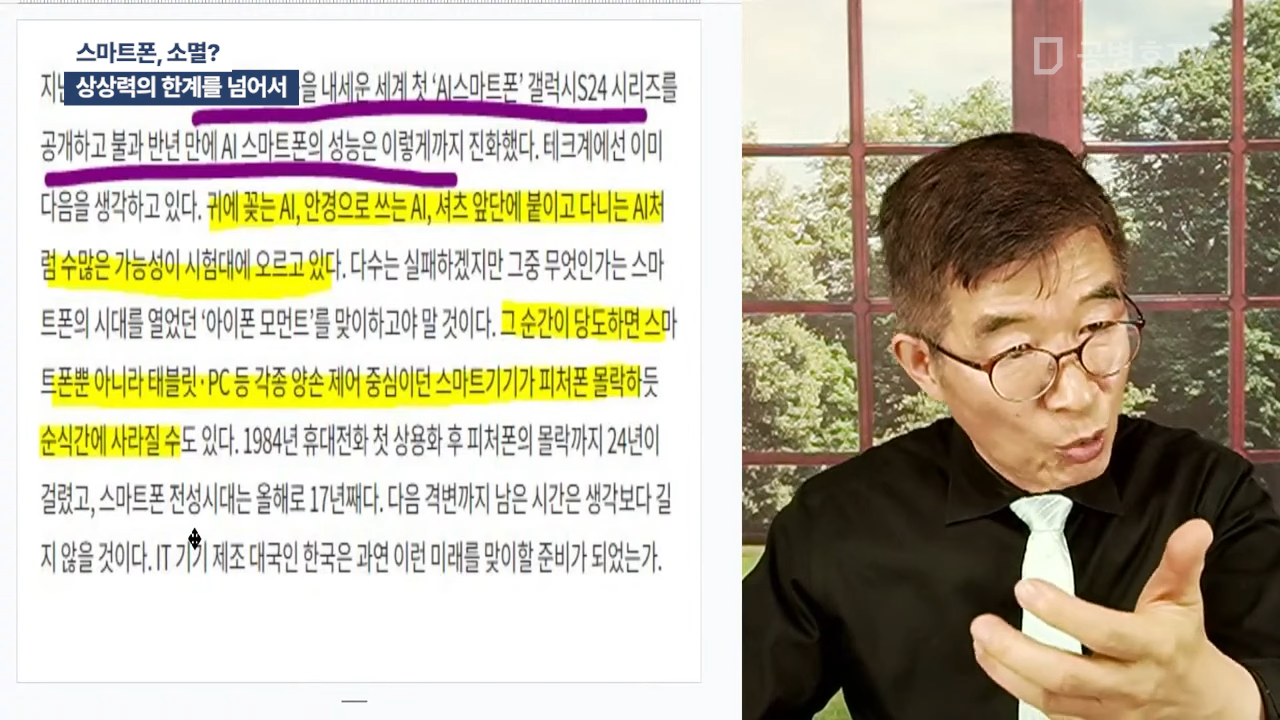 스마트폰, 소멸?
상상력의 한계를 넘어서
을 내세운 세계 첫 ‘AI스마트폰’ 갤럭시S24 시리즈를
공개하고 불과 반년 만에 AI 스마트폰의 성능은 이렇게까지 진화했다. 테크계에선 이미
다음을 생각하고 있다. 귀에 꽂는 AI, 안경으로 쓰는 AI, 셔츠 앞단에 붙이고 다니는 AI처
럼 수많은 가능성이 시험대에 오르고 있다. 다수는 실패하겠지만 그중 무엇인가는 스마
트폰의 시대를 열었던 ‘아이폰 모먼트’를 맞이하고야 말 것이다. 그 순간이 당도하면 스마
트폰뿐 아니라 태블릿·PC 등 각종 양손 제어 중심이던 스마트기기가 피처폰 몰락하듯
순식간에 사라질 수도 있다. 1984년 휴대전화 첫 상용화 후 피처폰의 몰락까지 24년이
걸렸고, 스마트폰 전성시대는 올해로 17년째다. 다음 격변까지 남은 시간은 생각보다 길
지 않을 것이다. IT 기기 제조 대국인 한국은 과연 이런 미래를 맞이할 준비가 되었는가.